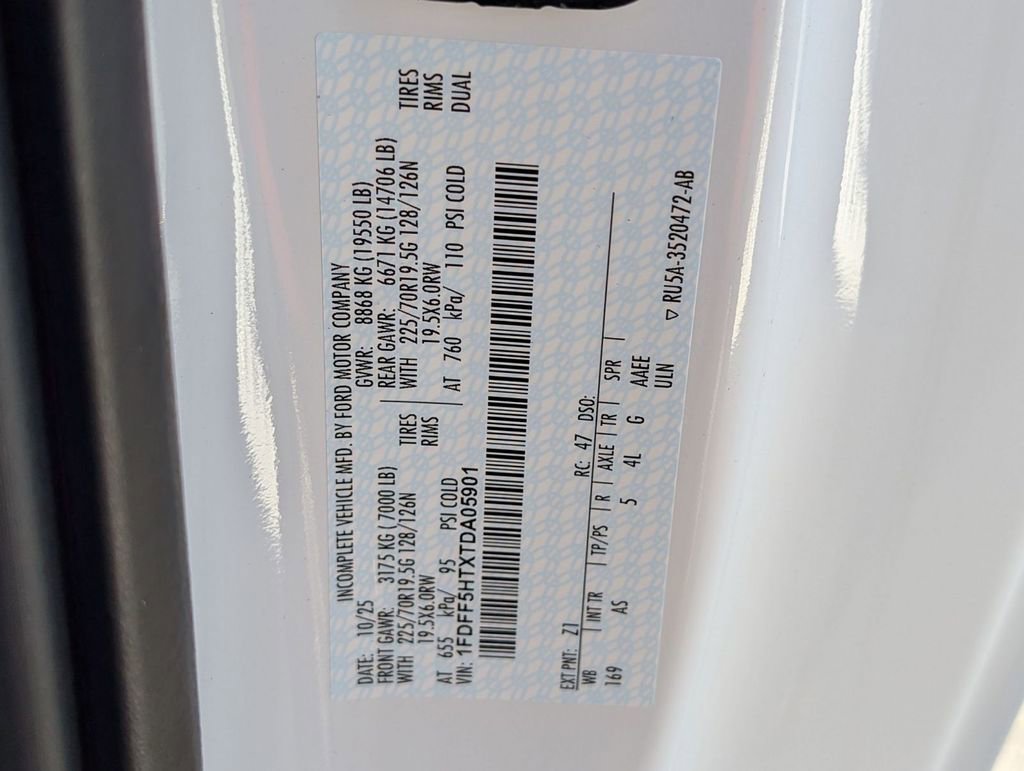 INCOMPLETE VEHICLE MFD. BY FORD MOTOR COMPANY
DATE: 10/25 GVWR: 8868 KG (19550 LB)
FRONT GAWR: 3175 KG (7000 LB) REAR GAWR: 6671 KG (14706 LB)
WITH 225/70R19.5G 128/126N TIRES WITH 225/70R19.5G 128/126N TIRES
19.5X6.0RW RIMS 19.5X6.0RW RIMS
AT 655 kPa/ 95 PSI COLD AT 760 kPa/ 110 PSI COLD DUAL
VIN: 1FDFF5HTXTDA05901
EXT PNT: Z1 RC: 47 DSO:
WB INT TR TP/PS R AXLE TR SPR
169 AS 5 4L G AAEE
ULN
▽ RU5A-3520472-AB